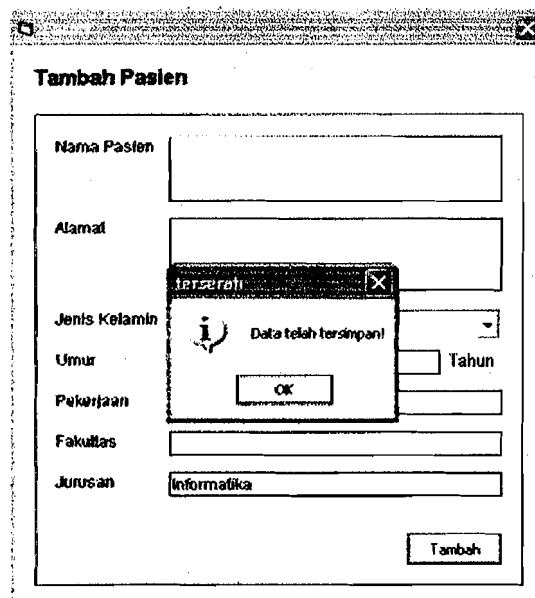 Tambah Pasien
Nama Pasien
Alamat
terserah
Jenis Kelamin
Data telah tersimpan!
Umur
Tahun
OK
Pekerjaan
Fakultas
Jurusan
Informatika
Tambah